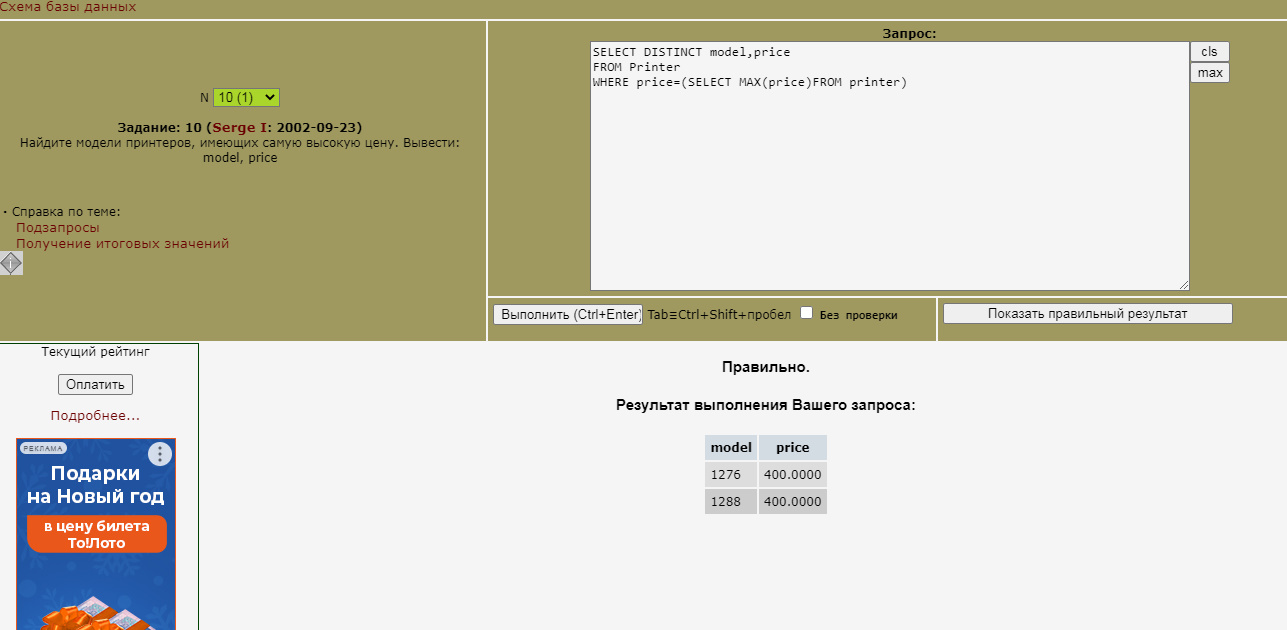 Схема базы данных
N 10 (1)
Задание: 10 (Serge I: 2002-09-23)
Найдите модели принтеров, имеющих самую высокую цену. Вывести:
model, price
· Справка по теме:
Подзапросы
Получение итоговых значений
i
Запрос:
SELECT DISTINCT model,price
FROM Printer
WHERE price=(SELECT MAX(price)FROM printer)
cls
max
Выполнить (Ctrl+Enter) Tab≡Ctrl+Shift+пробел Без проверки
Показать правильный результат
Текущий рейтинг
Оплатить
Подробнее...
РЕКЛАМА
Подарки
на Новый год
в цену билета
То!Лото
Правильно.
Результат выполнения Вашего запроса:
model price
1276 400.0000
1288 400.0000